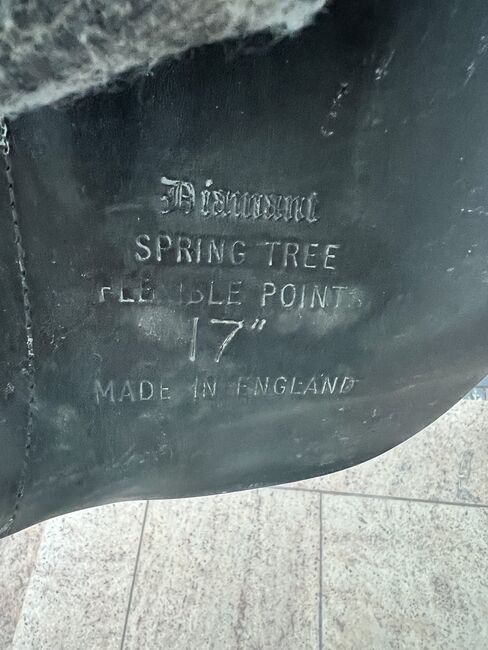 Diamant
SPRING TREE
FLEXIBLE POINTS
17"
MADE IN ENGLAND